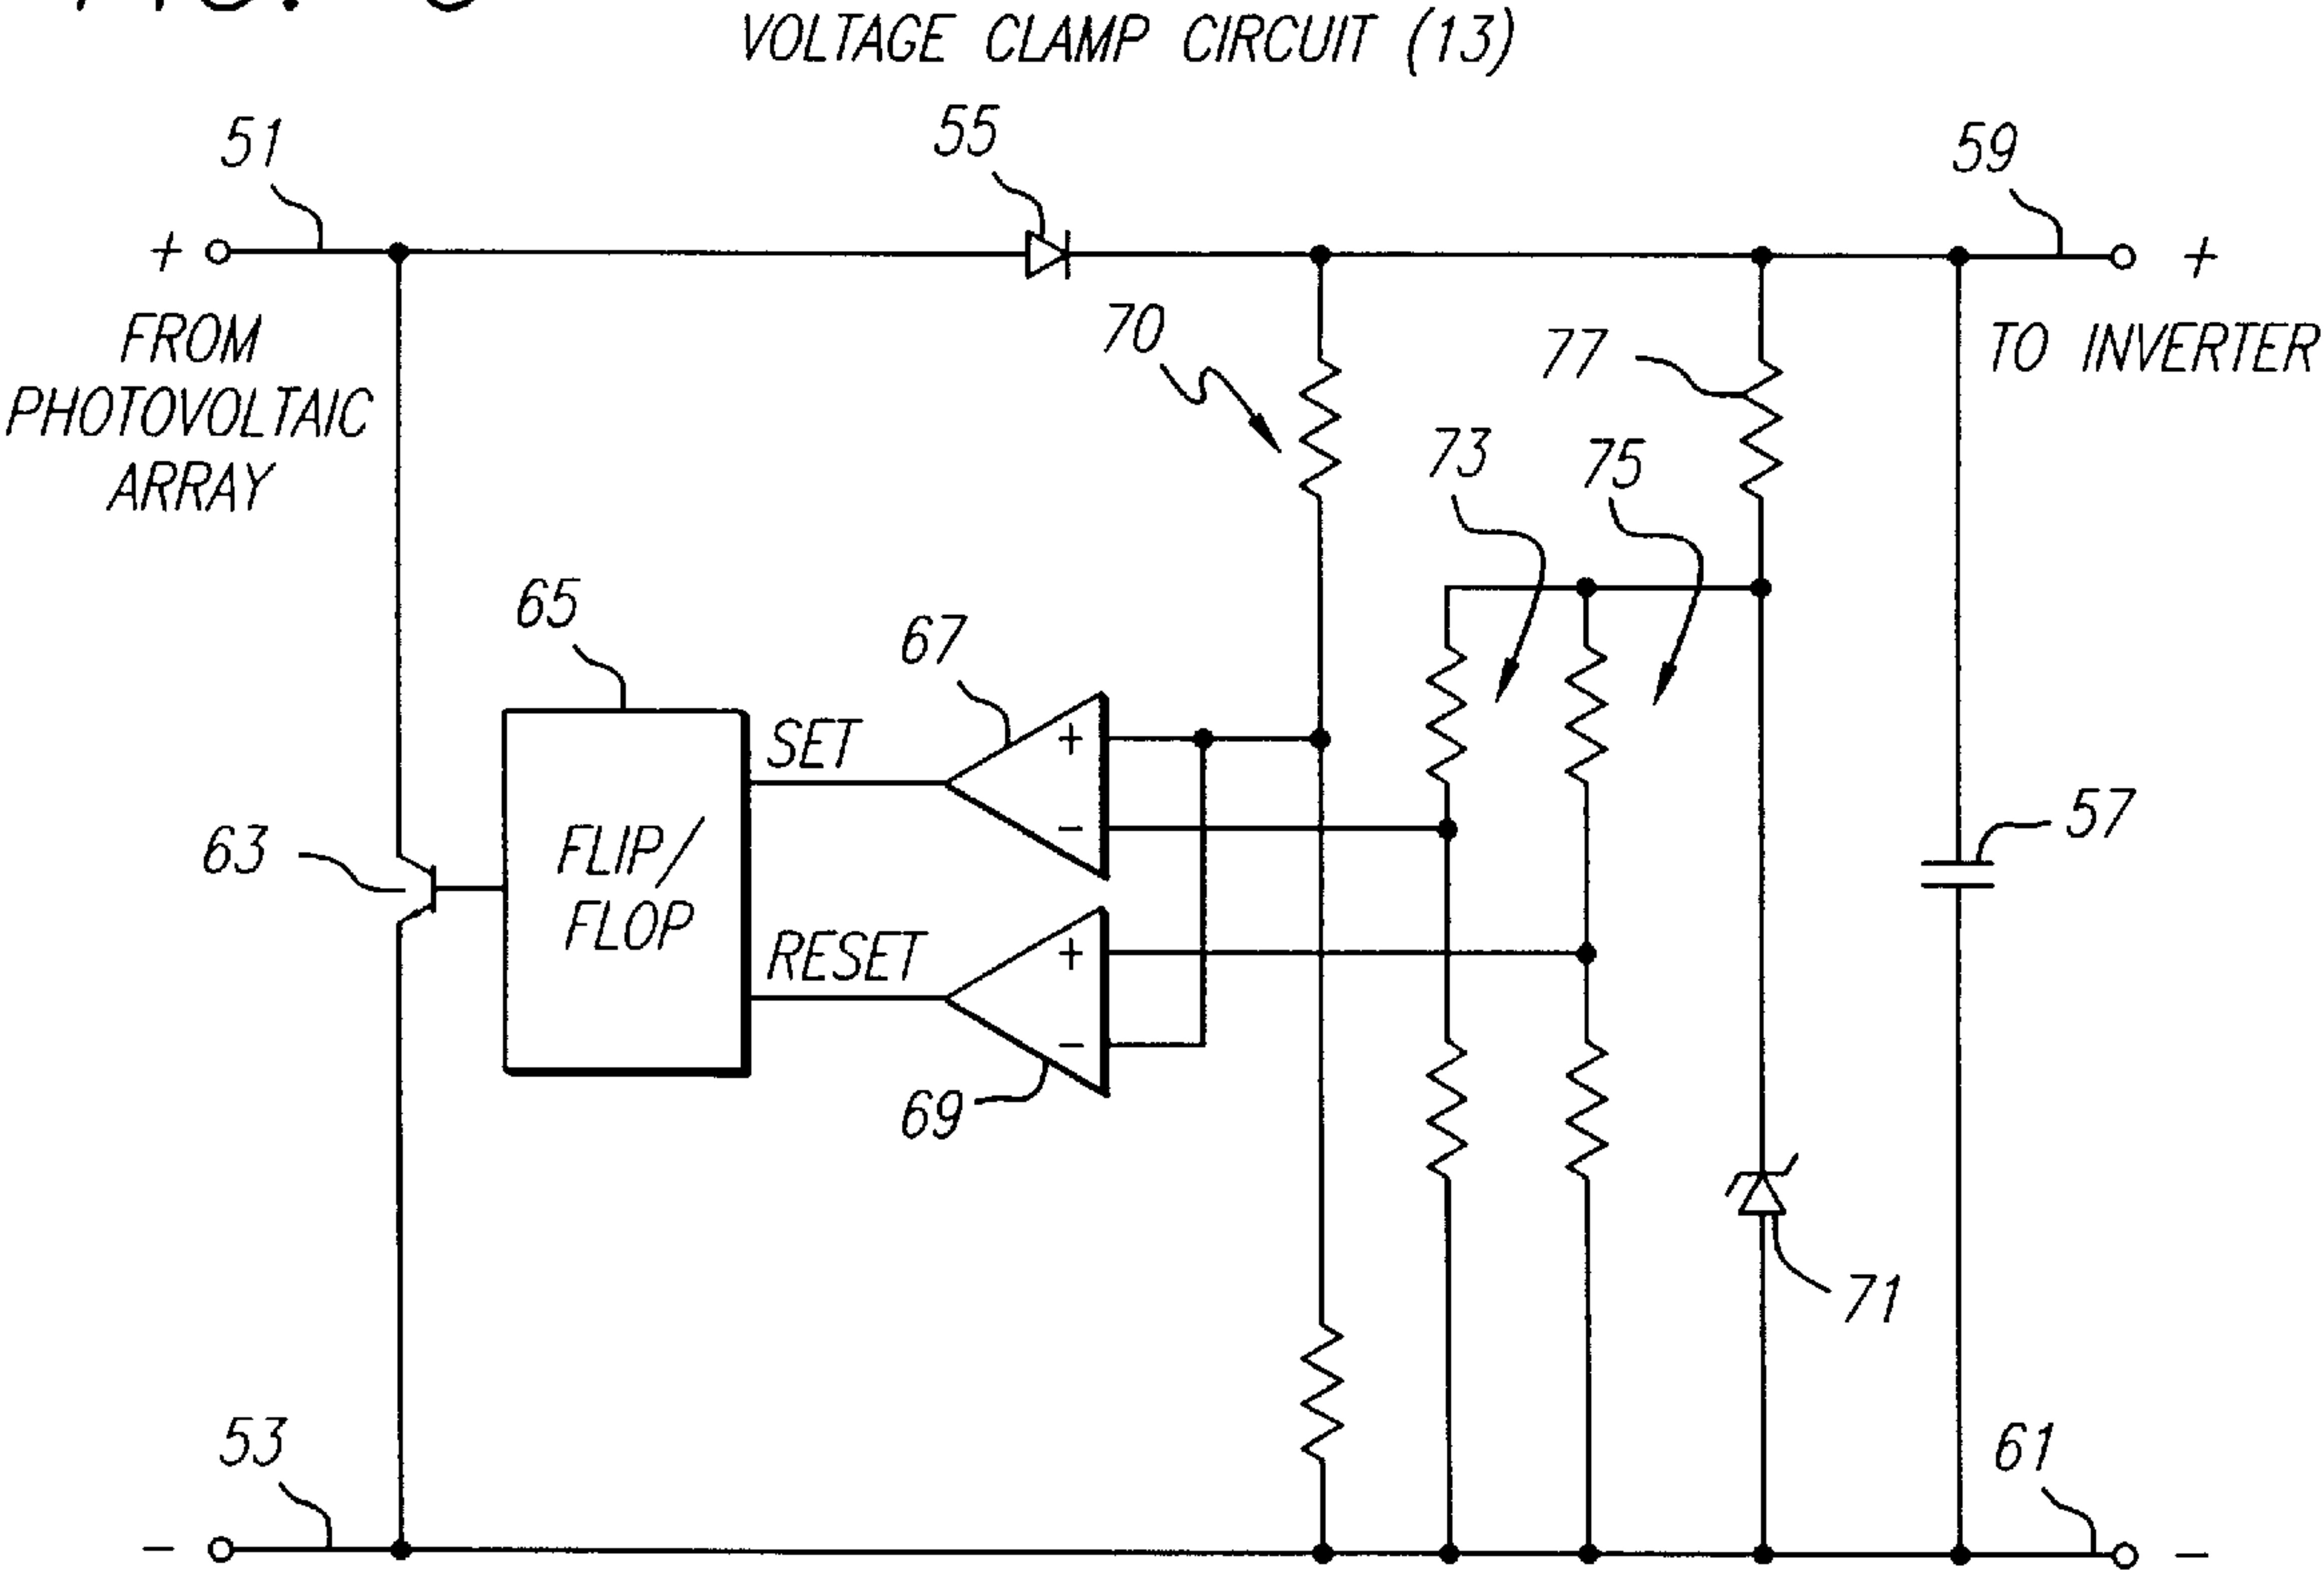 VOLTAGE CLAMP CIRCUIT (13)
51
55
59
+
+
FROM
PHOTOVOLTAIC
ARRAY
70
77
TO INVERTER
73
75
65
67
SET
+
−
63
FLIP/
FLOP
57
RESET
+
−
69
71
53
61
−
−